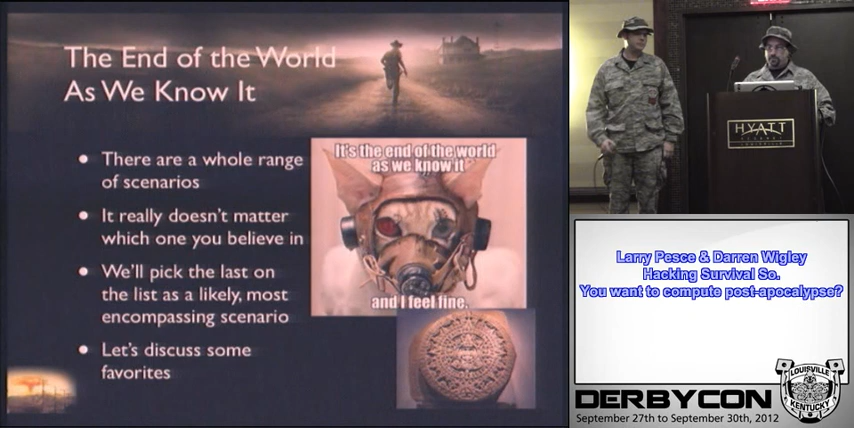 The End of the World
As We Know It
• There are a whole range
of scenarios
• It really doesn't matter
which one you believe in
• We'll pick the last on
the list as a likely, most
encompassing scenario
• Let's discuss some
favorites
It's the end of the world
as we know it
and I feel fine.
HYATT
REGENCY
LOUISVILLE
Larry Pesce & Darren Wigley
Hacking Survival So.
You want to compute post-apocalypse?
LOUISVILLE
KENTUCKY
DERBYCON
September 27th to September 30th, 2012